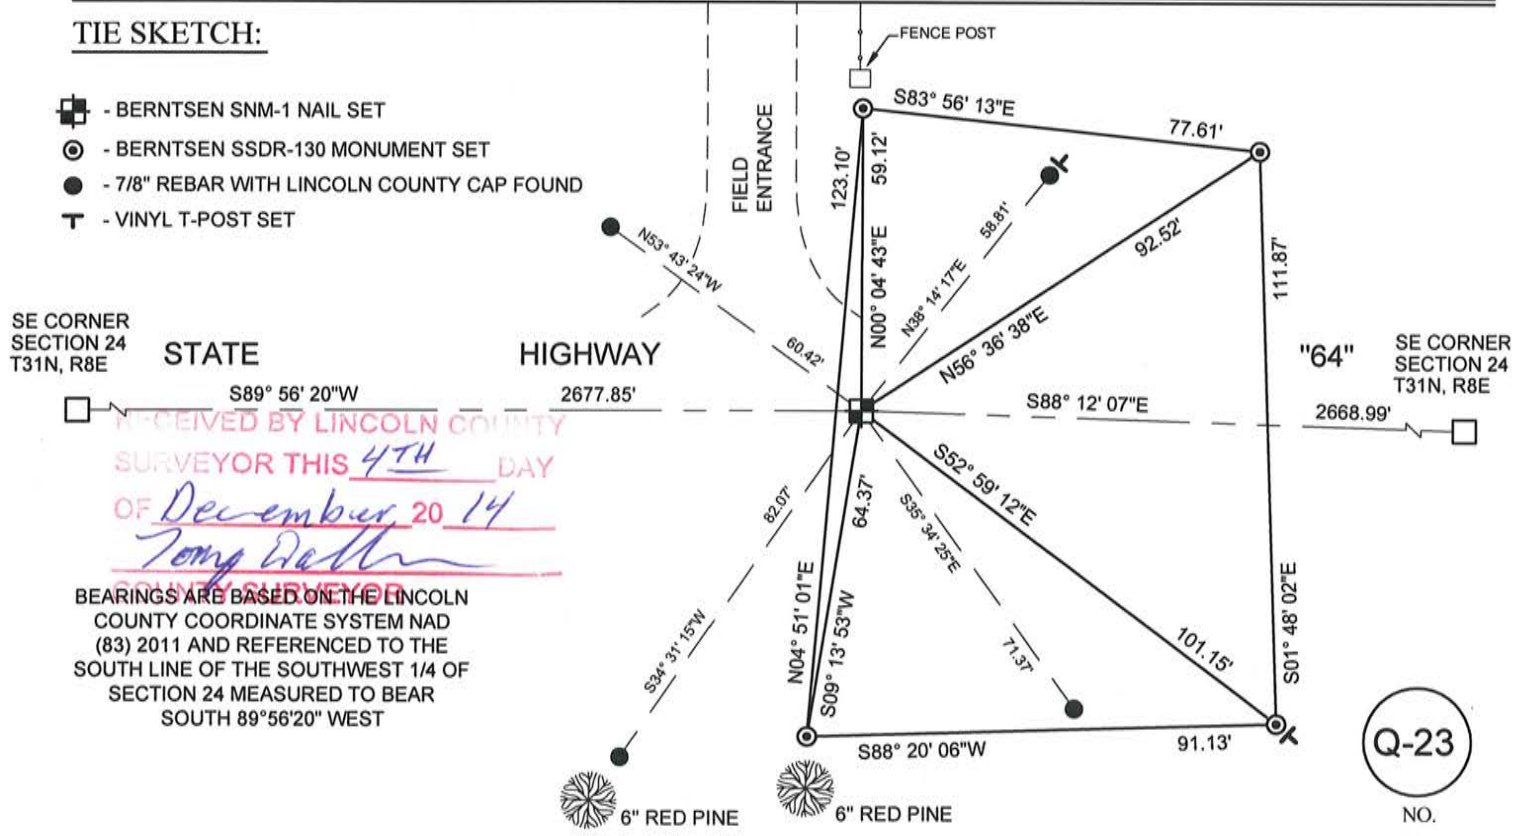 TIE SKETCH:
- BERNTSEN SNM-1 NAIL SET
- BERNTSEN SSDR-130 MONUMENT SET
- 7/8" REBAR WITH LINCOLN COUNTY CAP FOUND
- VINYL T-POST SET
FENCE POST
FIELD
ENTRANCE
S83° 56' 13"E
77.61'
123.10'
59.12'
N00° 04' 43"E
58.81'
N38° 14' 17"E
92.52'
N56° 36' 38"E
111.87'
N53° 43' 24"W
60.42'
SE CORNER
SECTION 24
T31N, R8E
STATE HIGHWAY "64"
S89° 56' 20"W
2677.85'
S88° 12' 07"E
2668.99'
SE CORNER
SECTION 24
T31N, R8E
RECEIVED BY LINCOLN COUNTY
SURVEYOR THIS 4TH DAY
OF December 20 14
COUNTY SURVEYOR
BEARINGS ARE BASED ON THE LINCOLN
COUNTY COORDINATE SYSTEM NAD
(83) 2011 AND REFERENCED TO THE
SOUTH LINE OF THE SOUTHWEST 1/4 OF
SECTION 24 MEASURED TO BEAR
SOUTH 89°56'20" WEST
82.07'
S34° 31' 15"W
64.37'
N04° 51' 01"E
S09° 13' 53"W
S35° 34' 25"E
71.37'
S52° 59' 12"E
101.15'
S01° 48' 02"E
S88° 20' 06"W
91.13'
6" RED PINE
6" RED PINE
Q-23
NO.